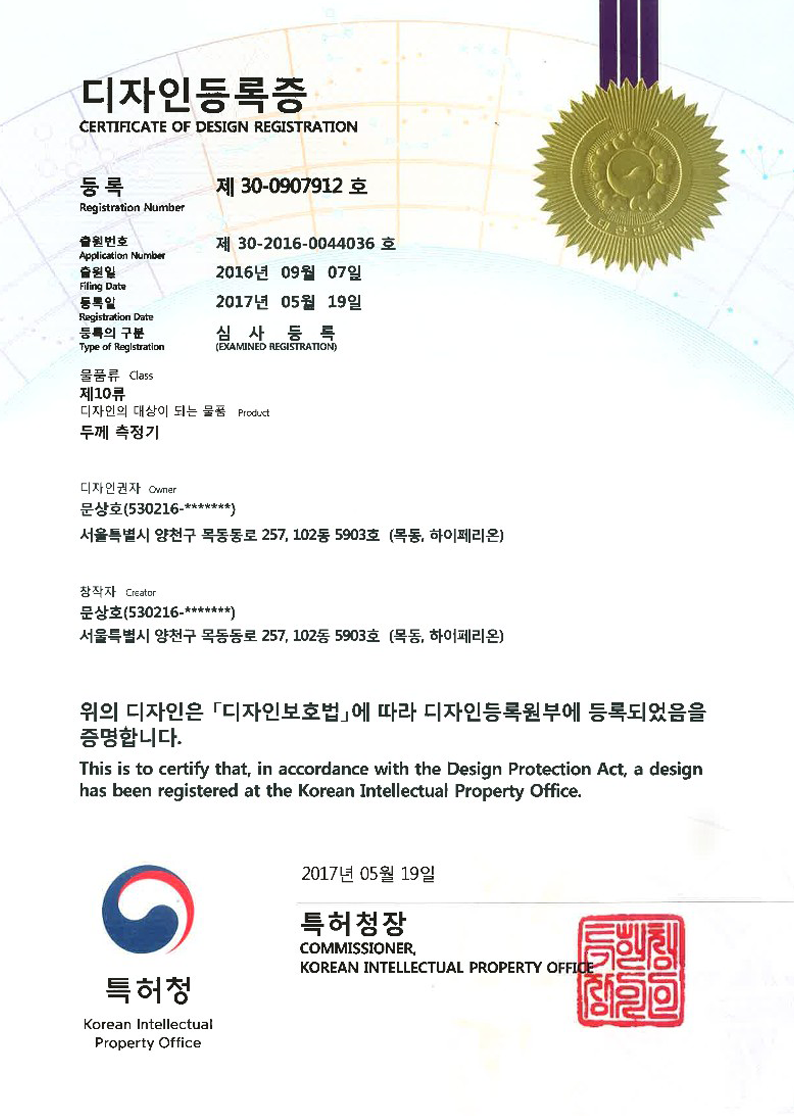 디자인등록증
CERTIFICATE OF DESIGN REGISTRATION
등 록 제 30-0907912 호
Registration Number
출원번호 제 30-2016-0044036 호
Application Number
출원일 2016년 09월 07일
Filing Date
등록일 2017년 05월 19일
Registration Date
등록의 구분 심 사 등 록
Type of Registration (EXAMINED REGISTRATION)
물품류 Class
제10류
디자인의 대상이 되는 물품 Product
두께 측정기
디자인권자 Owner
문상호(530216-*******)
서울특별시 양천구 목동동로 257, 102동 5903호 (목동, 하이페리온)
창작자 Creator
문상호(530216-*******)
서울특별시 양천구 목동동로 257, 102동 5903호 (목동, 하이페리온)
위의 디자인은 「디자인보호법」에 따라 디자인등록원부에 등록되었음을
증명합니다.
This is to certify that, in accordance with the Design Protection Act, a design
has been registered at the Korean Intellectual Property Office.
2017년 05월 19일
특허청장
COMMISSIONER,
KOREAN INTELLECTUAL PROPERTY OFFICE
특허청
Korean Intellectual
Property Office
대한민국